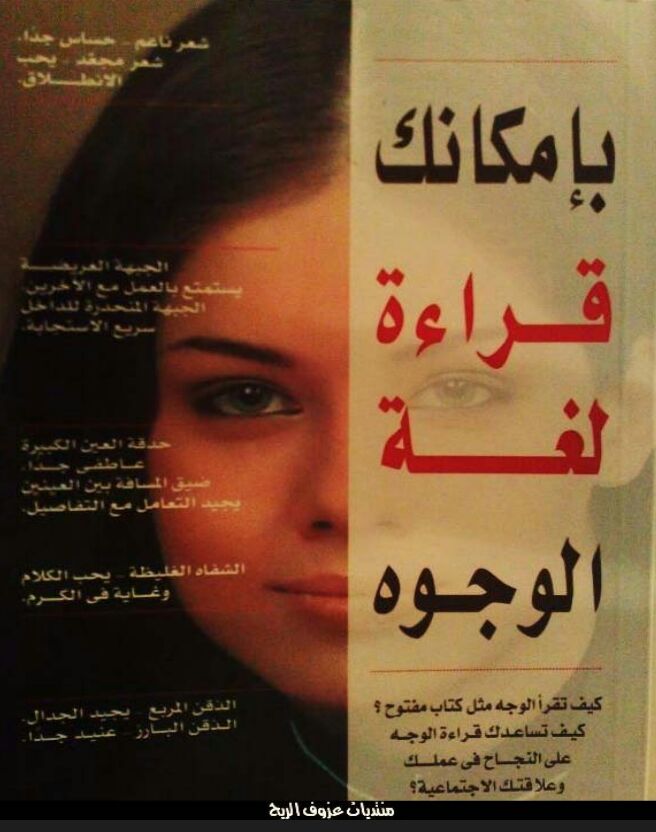 بإمكانك
قراءة
لغة
الوجوه
كيف تقرأ الوجه مثل كتاب مفتوح ؟
كيف تساعدك قراءة الوجه
على النجاح فى عملك
وعلاقتك الاجتماعية؟
شعر ناعم - حساس جدا.
شعر مجعد - يحب
الانطلاق.
الجبهة العريضة
يستمتع بالعمل مع الآخرين.
الجبهة المنحدرة للداخل
سريع الاستجابة.
حدقة العين الكبيرة
عاطفى جدا.
ضيق المسافة بين العينين
يجيد التعامل مع التفاصيل.
الشفاه الغليظة - يحب الكلام
وغاية فى الكرم.
الذقن المربع - يجيد الجدال.
الذقن البارز - عنيد جدا.
منتديات عزوف الريح